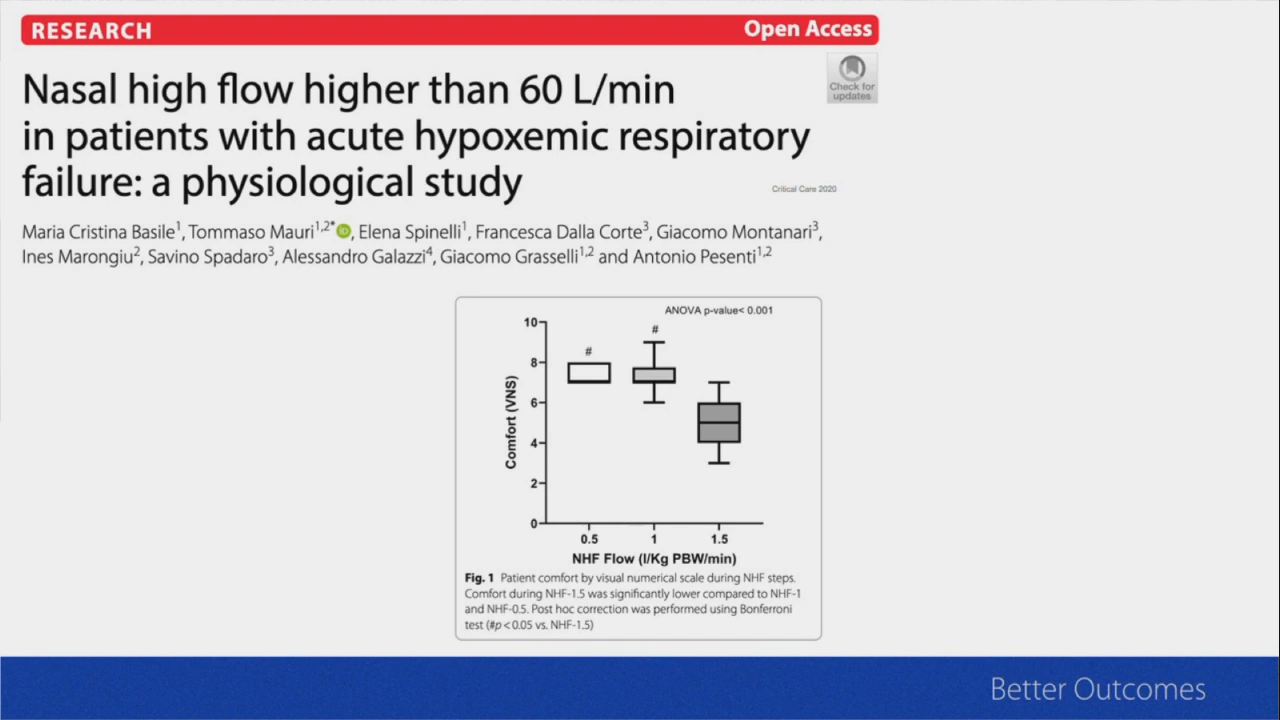 RESEARCH
Open Access
Nasal high flow higher than 60 L/min
in patients with acute hypoxemic respiratory
failure: a physiological study
Check for
updates
Critical Care 2020
Maria Cristina Basile1, Tommaso Mauri1,2* iD, Elena Spinelli1, Francesca Dalla Corte3, Giacomo Montanari3,
Ines Marongiu2, Savino Spadaro3, Alessandro Galazzi4, Giacomo Grasselli1,2 and Antonio Pesenti1,2
ANOVA p-value< 0.001
Comfort (VNS)
10
8
6
4
2
0
#
#
0.5 1 1.5
NHF Flow (l/Kg PBW/min)
Fig. 1 Patient comfort by visual numerical scale during NHF steps.
Comfort during NHF-1.5 was significantly lower compared to NHF-1
and NHF-0.5. Post hoc correction was performed using Bonferroni
test (#p < 0.05 vs. NHF-1.5)
Better Outcomes